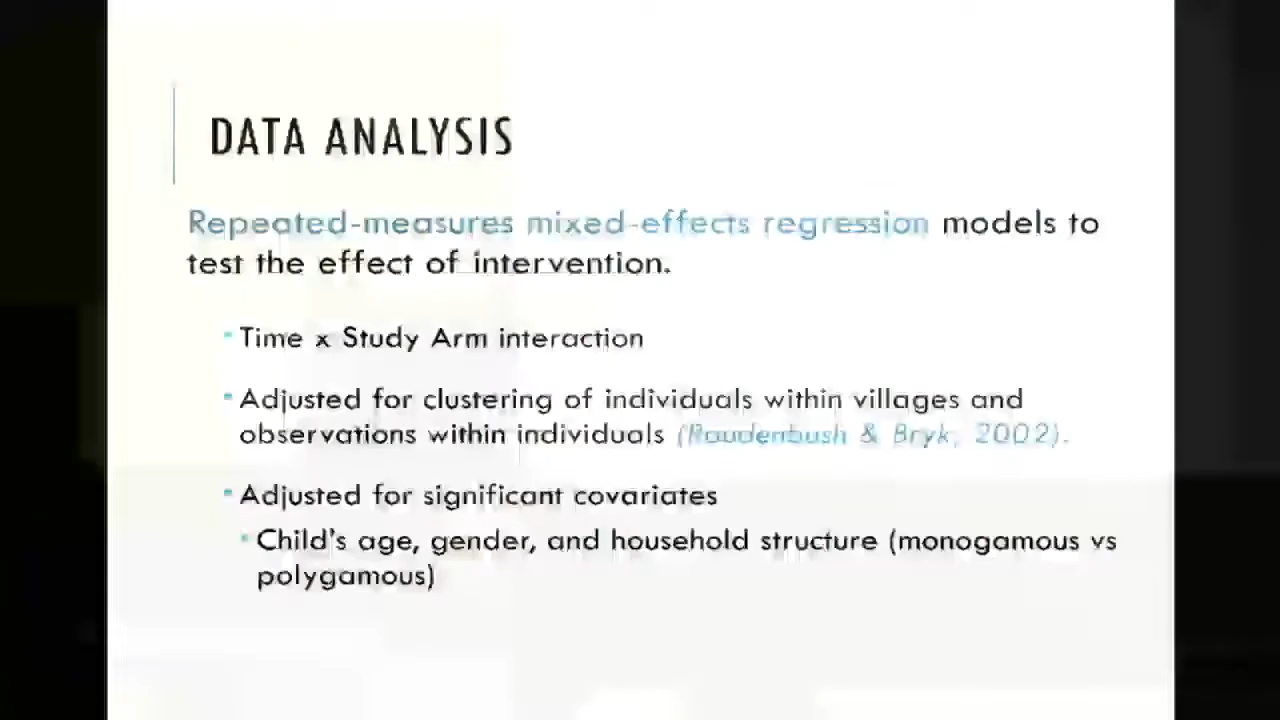 DATA ANALYSIS
Repeated-measures mixed-effects regression models to
test the effect of intervention.
Time x Study Arm interaction
Adjusted for clustering of individuals within villages and
observations within individuals (Raudenbush & Bryk, 2002).
Adjusted for significant covariates
Child's age, gender, and household structure (monogamous vs
polygamous)